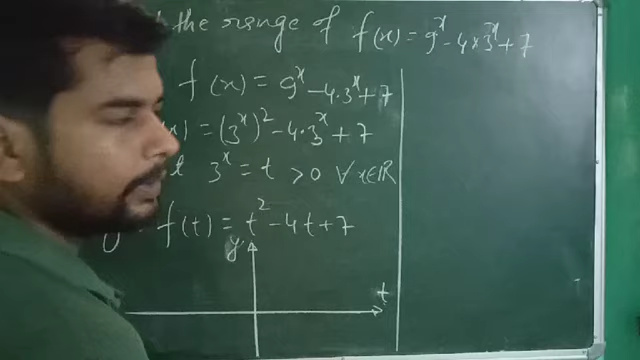 the range of f(x) = 9^x - 4×3^x + 7
f(x) = 9^x - 4·3^x + 7
x) = (3^x)^2 - 4·3^x + 7
t 3^x = t > 0 ∀ x∈ℝ
y f(t) = t^2 - 4t + 7
y
t